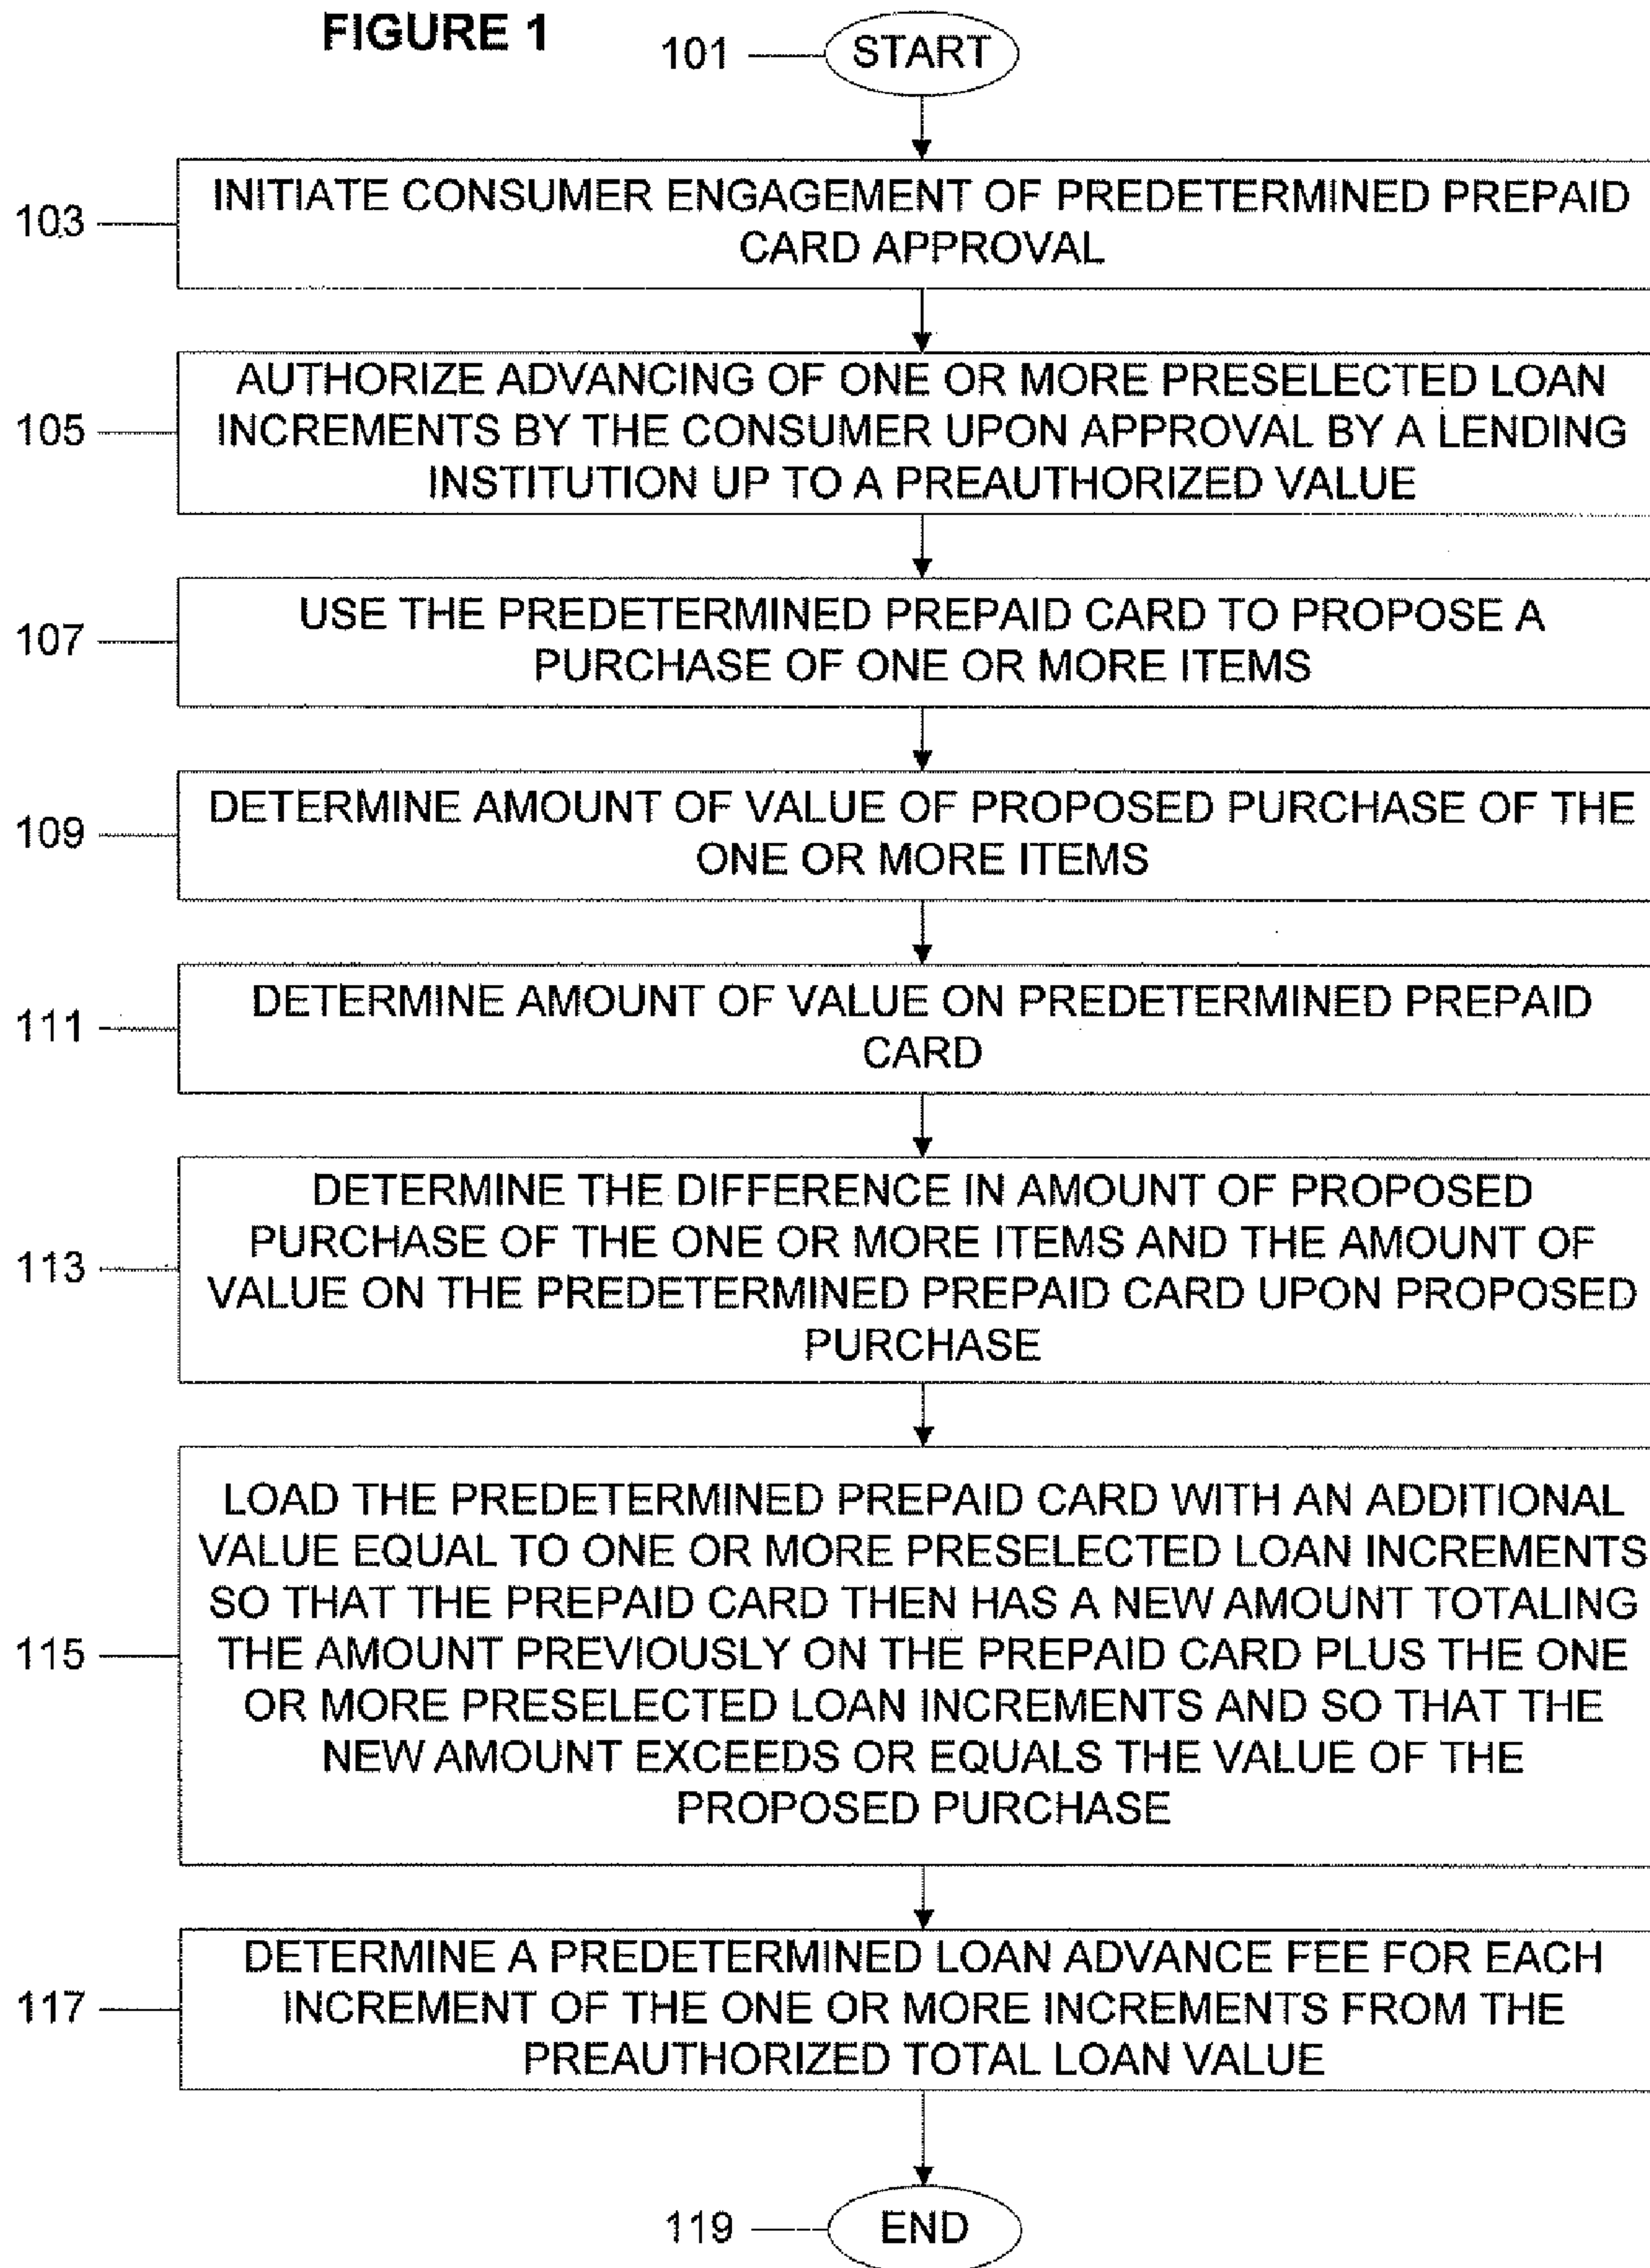 FIGURE 1
101
START
103
INITIATE CONSUMER ENGAGEMENT OF PREDETERMINED PREPAID
CARD APPROVAL
105
AUTHORIZE ADVANCING OF ONE OR MORE PRESELECTED LOAN
INCREMENTS BY THE CONSUMER UPON APPROVAL BY A LENDING
INSTITUTION UP TO A PREAUTHORIZED VALUE
107
USE THE PREDETERMINED PREPAID CARD TO PROPOSE A
PURCHASE OF ONE OR MORE ITEMS
109
DETERMINE AMOUNT OF VALUE OF PROPOSED PURCHASE OF THE
ONE OR MORE ITEMS
111
DETERMINE AMOUNT OF VALUE ON PREDETERMINED PREPAID
CARD
113
DETERMINE THE DIFFERENCE IN AMOUNT OF PROPOSED
PURCHASE OF THE ONE OR MORE ITEMS AND THE AMOUNT OF
VALUE ON THE PREDETERMINED PREPAID CARD UPON PROPOSED
PURCHASE
115
LOAD THE PREDETERMINED PREPAID CARD WITH AN ADDITIONAL
VALUE EQUAL TO ONE OR MORE PRESELECTED LOAN INCREMENTS
SO THAT THE PREPAID CARD THEN HAS A NEW AMOUNT TOTALING
THE AMOUNT PREVIOUSLY ON THE PREPAID CARD PLUS THE ONE
OR MORE PRESELECTED LOAN INCREMENTS AND SO THAT THE
NEW AMOUNT EXCEEDS OR EQUALS THE VALUE OF THE
PROPOSED PURCHASE
117
DETERMINE A PREDETERMINED LOAN ADVANCE FEE FOR EACH
INCREMENT OF THE ONE OR MORE INCREMENTS FROM THE
PREAUTHORIZED TOTAL LOAN VALUE
119
END